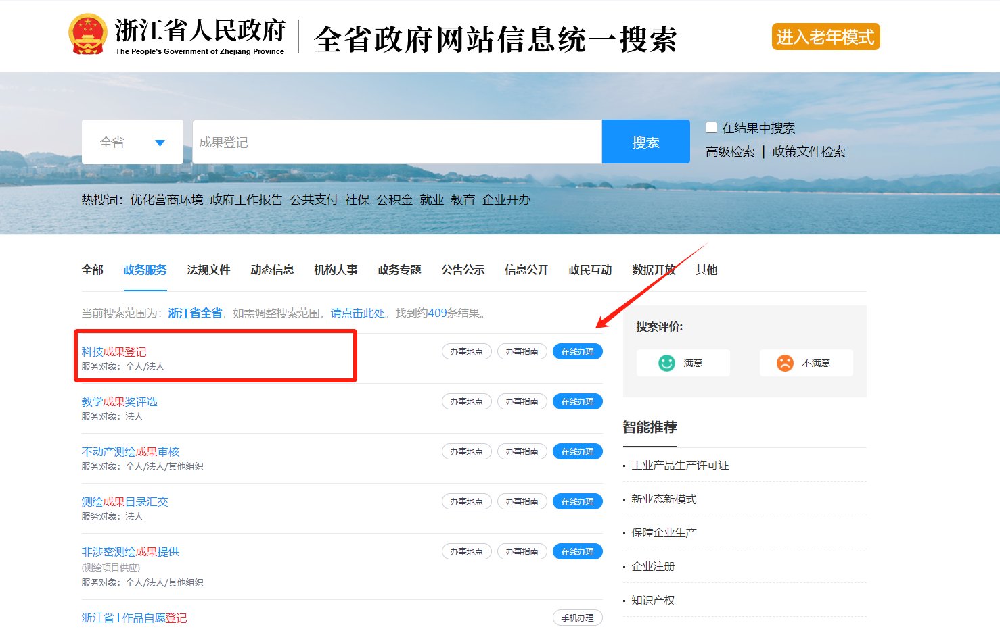 浙江省人民政府
The People's Government of Zhejiang Province
全省政府网站信息统一搜索
进入老年模式
全省
成果登记
搜索
在结果中搜索
高级检索 | 政策文件检索
热搜词：优化营商环境 政府工作报告 公共支付 社保 公积金 就业 教育 企业开办
全部 政务服务 法规文件 动态信息 机构人事 政务专题 公告公示 信息公开 政民互动 数据开放 其他
当前搜索范围为：浙江省全省，如需调整搜索范围，请点击此处。找到约409条结果。
科技成果登记
服务对象：个人/法人
办事地点 办事指南 在线办理
教学成果奖评选
服务对象：法人
办事地点 办事指南 在线办理
不动产测绘成果审核
服务对象：个人/法人/其他组织
办事地点 办事指南 在线办理
测绘成果目录汇交
服务对象：法人
办事地点 办事指南 在线办理
非涉密测绘成果提供
(测绘项目供应)
服务对象：个人/法人/其他组织
办事地点 办事指南 在线办理
浙江省 I 作品自愿登记
手机办理
搜索评价:
满意 不满意
智能推荐
· 工业产品生产许可证
· 新业态新模式
· 保障企业生产
· 企业注册
· 知识产权